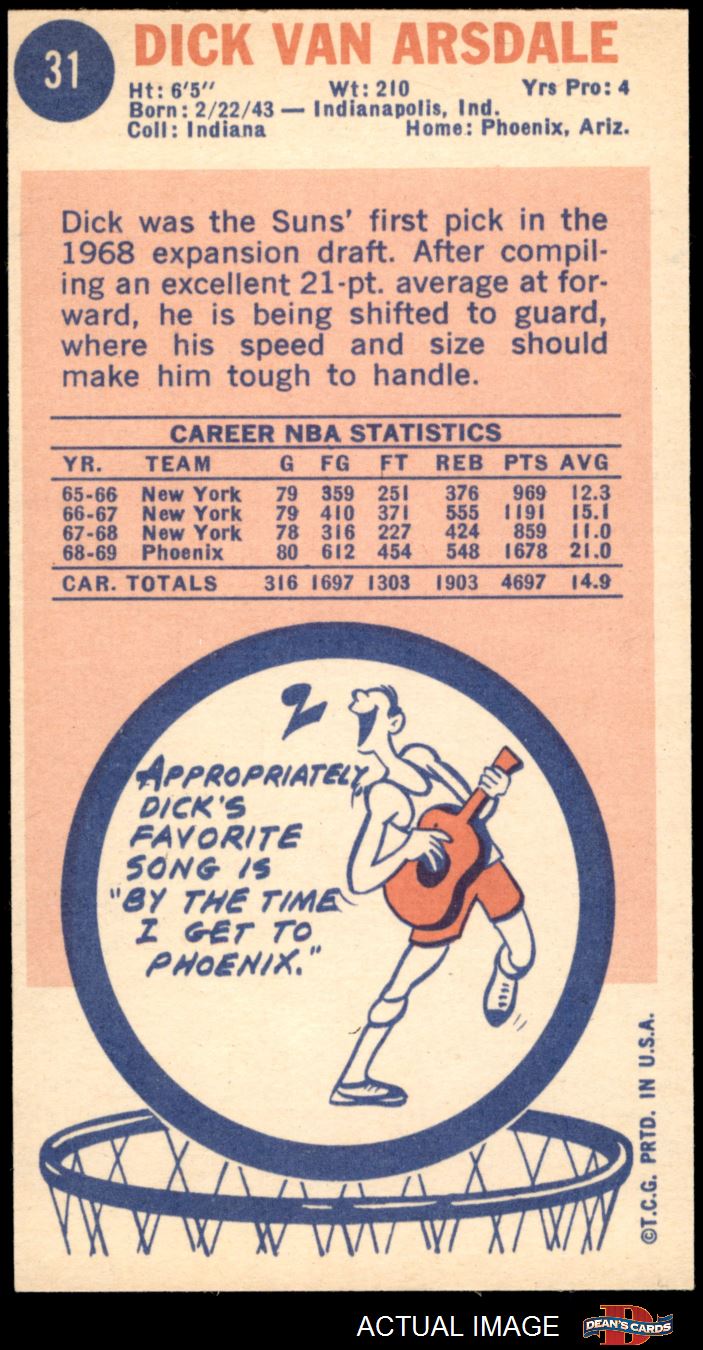 31
DICK VAN ARSDALE
Ht: 6'5" Wt: 210 Yrs Pro: 4
Born: 2/22/43 — Indianapolis, Ind.
Coll: Indiana Home: Phoenix, Ariz.
Dick was the Suns' first pick in the
1968 expansion draft. After compil-
ing an excellent 21-pt. average at for-
ward, he is being shifted to guard,
where his speed and size should
make him tough to handle.
CAREER NBA STATISTICS
YR. TEAM G FG FT REB PTS AVG
65-66 New York 79 359 251 376 969 12.3
66-67 New York 79 410 371 555 1191 15.1
67-68 New York 78 316 227 424 859 11.0
68-69 Phoenix 80 612 454 548 1678 21.0
CAR. TOTALS 316 1697 1303 1903 4697 14.9
APPROPRIATELY
DICK'S
FAVORITE
SONG IS
"BY THE TIME
I GET TO
PHOENIX."
©T.C.G. PRTD. IN U.S.A.
ACTUAL IMAGE
DEAN'S CARDS